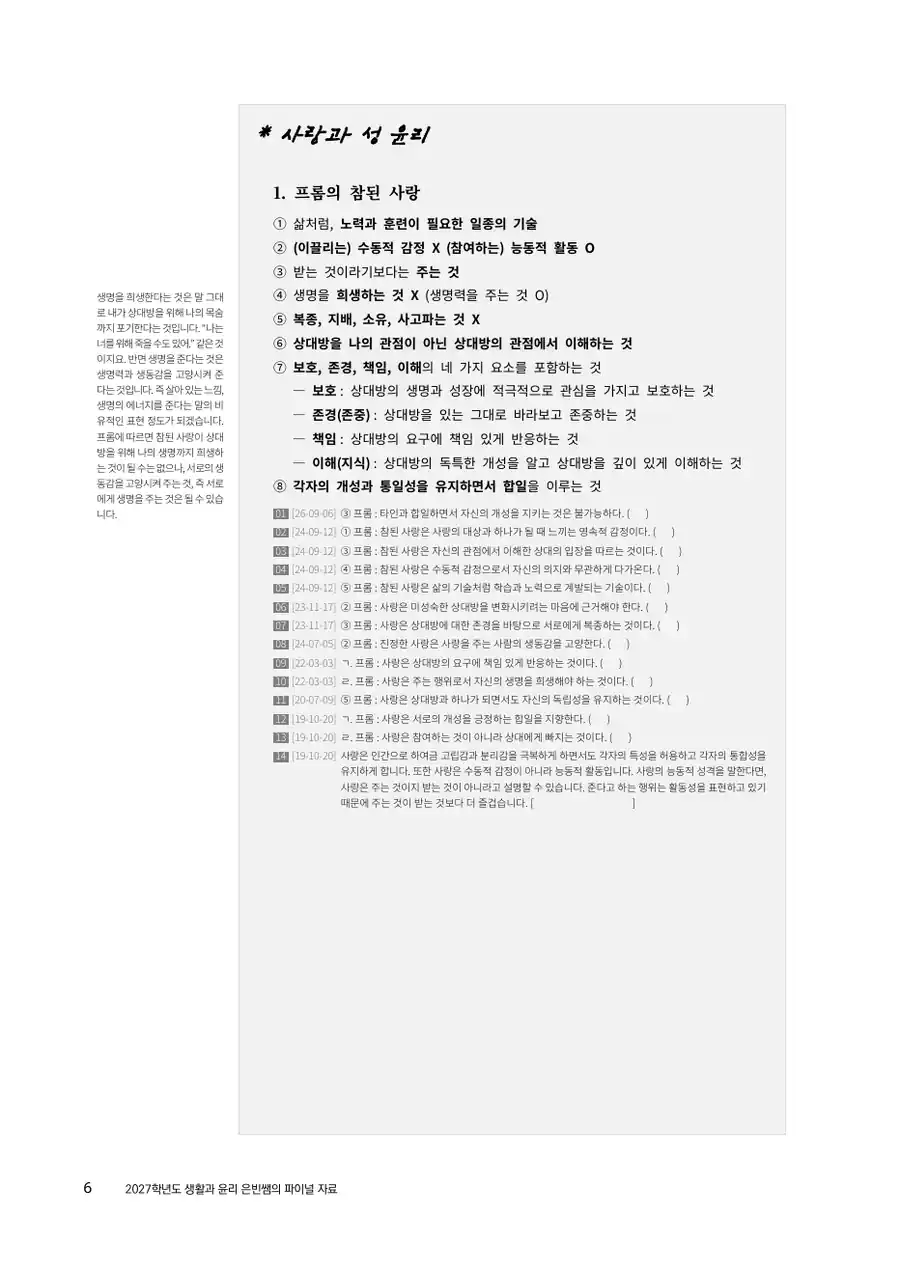 * 사랑과 성 윤리
1. 프롬의 참된 사랑
① 삶처럼, 노력과 훈련이 필요한 일종의 기술
② (이끌리는) 수동적 감정 X (참여하는) 능동적 활동 O
③ 받는 것이라기보다는 주는 것
④ 생명을 희생하는 것 X (생명력을 주는 것 O)
⑤ 복종, 지배, 소유, 사고파는 것 X
⑥ 상대방을 나의 관점이 아닌 상대방의 관점에서 이해하는 것
⑦ 보호, 존경, 책임, 이해의 네 가지 요소를 포함하는 것
— 보호 : 상대방의 생명과 성장에 적극적으로 관심을 가지고 보호하는 것
— 존경(존중) : 상대방을 있는 그대로 바라보고 존중하는 것
— 책임 : 상대방의 요구에 책임 있게 반응하는 것
— 이해(지식) : 상대방의 독특한 개성을 알고 상대방을 깊이 있게 이해하는 것
⑧ 각자의 개성과 통일성을 유지하면서 합일을 이루는 것
생명을 희생한다는 것은 말 그대
로 내가 상대방을 위해 나의 목숨
까지 포기한다는 것입니다. "나는
너를 위해 죽을 수도 있어." 같은 것
이지요. 반면 생명을 준다는 것은
생명력과 생동감을 고양시켜 준
다는 것입니다. 즉 살아 있는 느낌,
생명의 에너지를 준다는 말의 비
유적인 표현 정도가 되겠습니다.
프롬에 따르면 참된 사랑이 상대
방을 위해 나의 생명까지 희생하
는 것이 될 수는 없으나, 서로의 생
동감을 고양시켜 주는 것, 즉 서로
에게 생명을 주는 것은 될 수 있습
니다.
01 [26-09-06] ③ 프롬 : 타인과 합일하면서 자신의 개성을 지키는 것은 불가능하다. ( )
02 [24-09-12] ① 프롬 : 참된 사랑은 사랑의 대상과 하나가 될 때 느끼는 영속적 감정이다. ( )
03 [24-09-12] ③ 프롬 : 참된 사랑은 자신의 관점에서 이해한 상대의 입장을 따르는 것이다. ( )
04 [24-09-12] ④ 프롬 : 참된 사랑은 수동적 감정으로서 자신의 의지와 무관하게 다가온다. ( )
05 [24-09-12] ⑤ 프롬 : 참된 사랑은 삶의 기술처럼 학습과 노력으로 계발되는 기술이다. ( )
06 [23-11-17] ② 프롬 : 사랑은 미성숙한 상대방을 변화시키려는 마음에 근거해야 한다. ( )
07 [23-11-17] ③ 프롬 : 사랑은 상대방에 대한 존경을 바탕으로 서로에게 복종하는 것이다. ( )
08 [24-07-05] ② 프롬 : 진정한 사랑은 사랑을 주는 사람의 생동감을 고양한다. ( )
09 [22-03-03] ㄱ. 프롬 : 사랑은 상대방의 요구에 책임 있게 반응하는 것이다. ( )
10 [22-03-03] ㄹ. 프롬 : 사랑은 주는 행위로서 자신의 생명을 희생해야 하는 것이다. ( )
11 [20-07-09] ⑤ 프롬 : 사랑은 상대방과 하나가 되면서도 자신의 독립성을 유지하는 것이다. ( )
12 [19-10-20] ㄱ. 프롬 : 사랑은 서로의 개성을 긍정하는 합일을 지향한다. ( )
13 [19-10-20] ㄹ. 프롬 : 사랑은 참여하는 것이 아니라 상대에게 빠지는 것이다. ( )
14 [19-10-20] 사랑은 인간으로 하여금 고립감과 분리감을 극복하게 하면서도 각자의 특성을 허용하고 각자의 통합성을
유지하게 합니다. 또한 사랑은 수동적 감정이 아니라 능동적 활동입니다. 사랑의 능동적 성격을 말한다면,
사랑은 주는 것이지 받는 것이 아니라고 설명할 수 있습니다. 준다고 하는 행위는 활동성을 표현하고 있기
때문에 주는 것이 받는 것보다 더 즐겁습니다. [ ]
6 2027학년도 생활과 윤리 은빈쌤의 파이널 자료